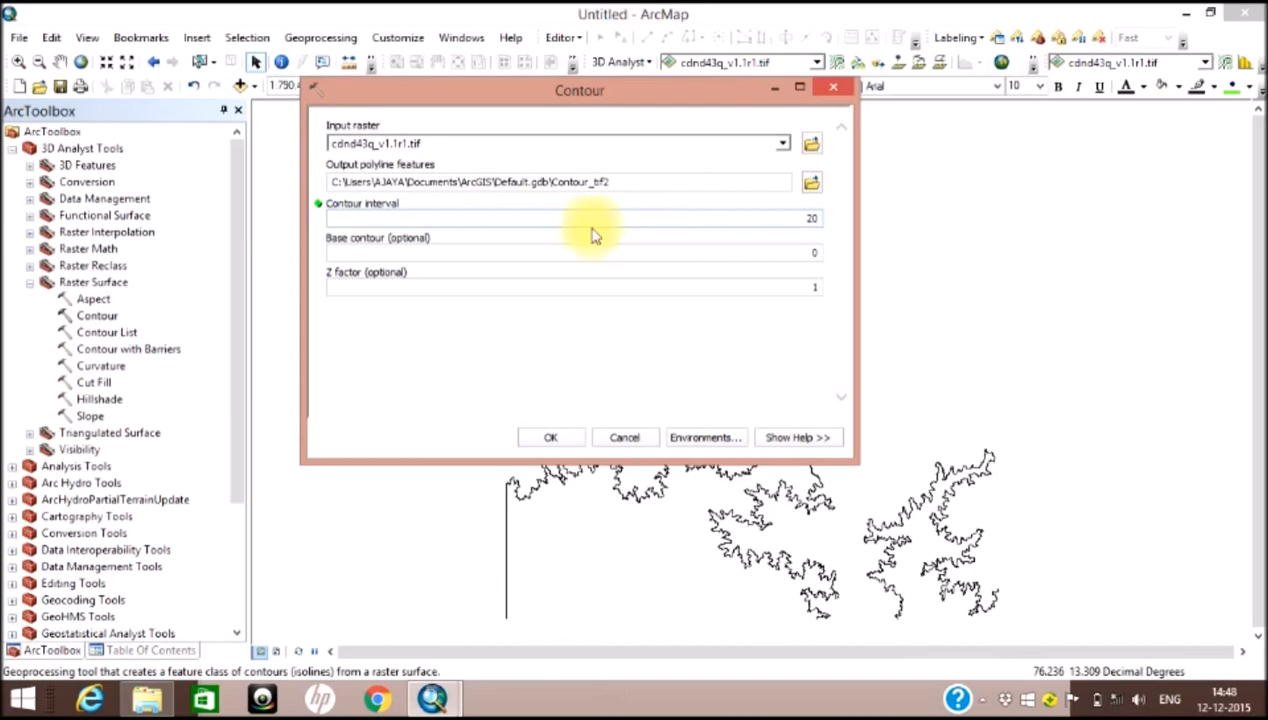 Untitled - ArcMap
File Edit View Bookmarks Insert Selection Geoprocessing Customize Windows Help Editor Labeling Fast
3D Analyst cdnd43q_v1.1r1.tif cdnd43q_v1.1r1.tif
1:790.4 Arial 10 B I U A
ArcToolbox
ArcToolbox
3D Analyst Tools
3D Features
Conversion
Data Management
Functional Surface
Raster Interpolation
Raster Math
Raster Reclass
Raster Surface
Aspect
Contour
Contour List
Contour with Barriers
Curvature
Cut Fill
Hillshade
Slope
Triangulated Surface
Visibility
Analysis Tools
Arc Hydro Tools
ArcHydroPartialTerrainUpdate
Cartography Tools
Conversion Tools
Data Interoperability Tools
Data Management Tools
Editing Tools
Geocoding Tools
GeoHMS Tools
Geostatistical Analyst Tools
ArcToolbox Table Of Contents
Contour
Input raster
cdnd43q_v1.1r1.tif
Output polyline features
C:\Users\AJAYA\Documents\ArcGIS\Default.gdb\Contour_tif2
Contour interval
20
Base contour (optional)
0
Z factor (optional)
1
OK Cancel Environments... Show Help >>
Geoprocessing tool that creates a feature class of contours (isolines) from a raster surface.
76.236 13.309 Decimal Degrees
hp
ENG
14:48
12-12-2015